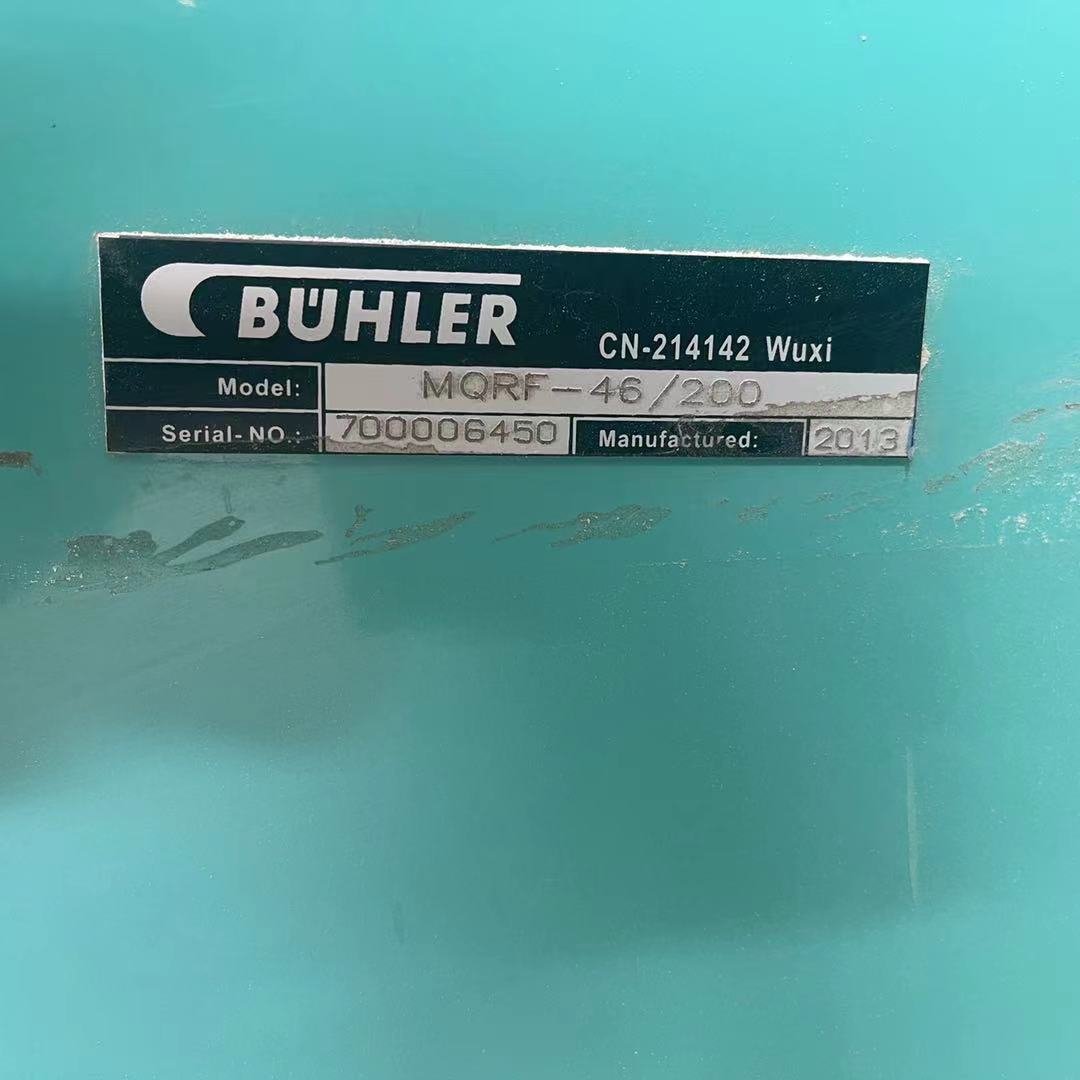 BÜHLER
CN-214142 Wuxi
Model: MQRF-46/200
Serial-NO.: 700006450 Manufactured: 2013